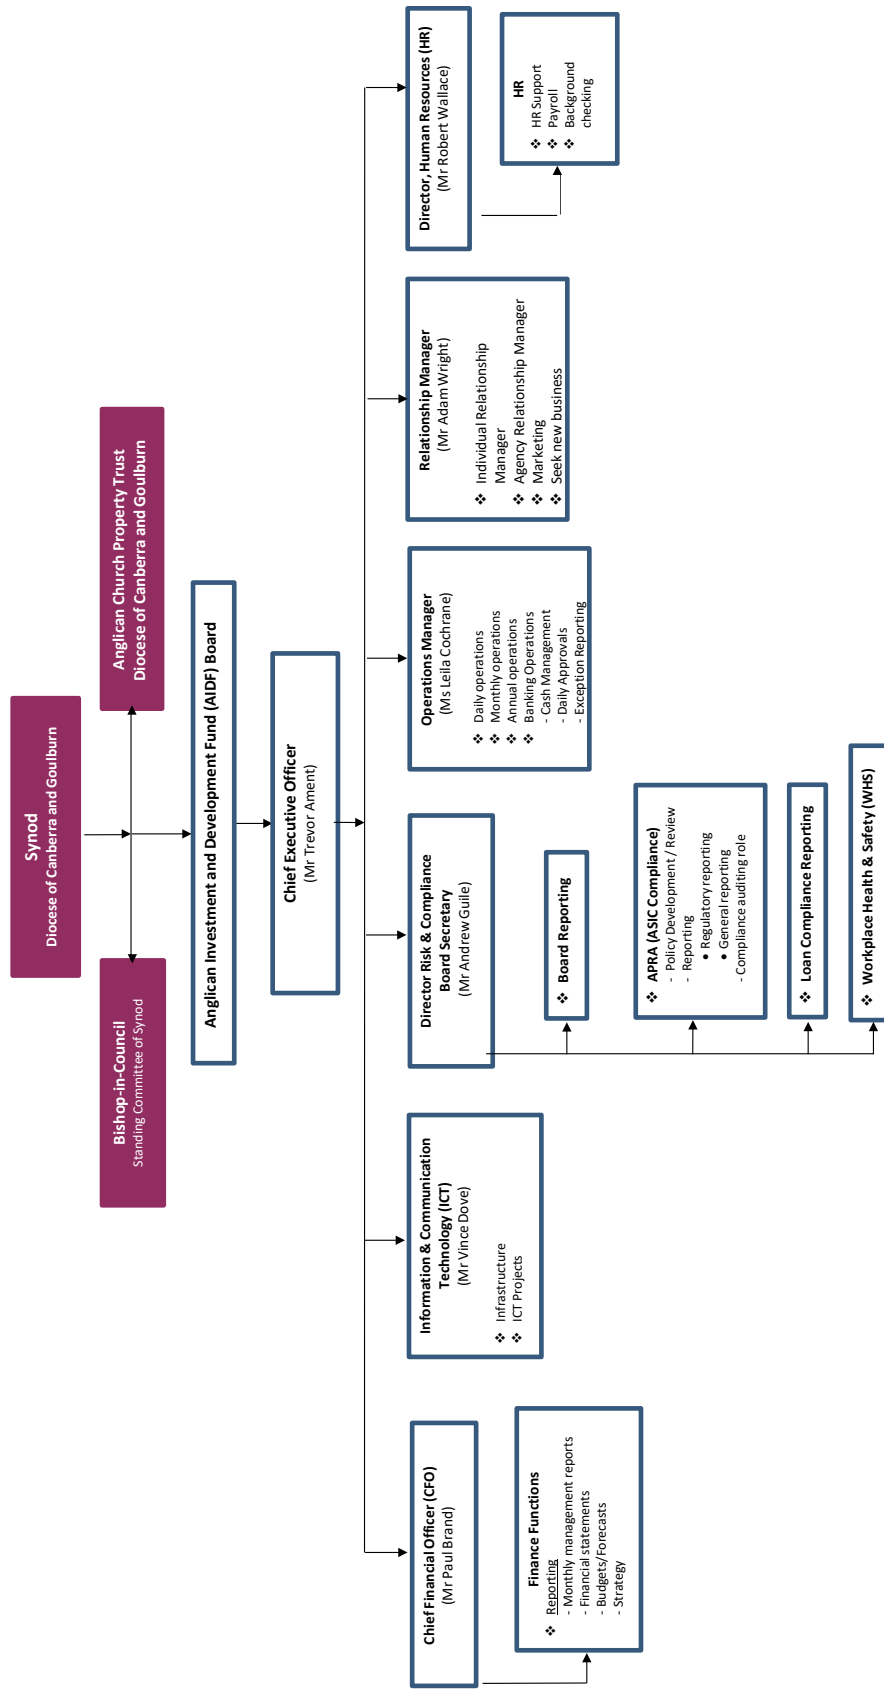 Synod
Diocese of Canberra and Goulburn
Bishop-in-Council
Standing Committee of Synod
Anglican Church Property Trust
Diocese of Canberra and Goulburn
Anglican Investment and Development Fund (AIDF) Board
Chief Executive Officer
(Mr Trevor Ament)
Chief Financial Officer (CFO)
(Mr Paul Brand)
Finance Functions
❖ Reporting
- Monthly management reports
- Financial statements
- Budgets/Forecasts
- Strategy
Information & Communication
Technology (ICT)
(Mr Vince Dove)
❖ Infrastructure
❖ ICT Projects
Director Risk & Compliance
Board Secretary
(Mr Andrew Guile)
❖ Board Reporting
❖ APRA (ASIC Compliance)
- Policy Development / Review
- Reporting
● Regulatory reporting
● General reporting
- Compliance auditing role
❖ Loan Compliance Reporting
❖ Workplace Health & Safety (WHS)
Operations Manager
(Ms Leila Cochrane)
❖ Daily operations
❖ Monthly operations
❖ Annual operations
❖ Banking Operations
- Cash Management
- Daily Approvals
- Exception Reporting
Relationship Manager
(Mr Adam Wright)
❖ Individual Relationship
Manager
❖ Agency Relationship Manager
❖ Marketing
❖ Seek new business
Director, Human Resources (HR)
(Mr Robert Wallace)
HR
❖ HR Support
❖ Payroll
❖ Background
checking